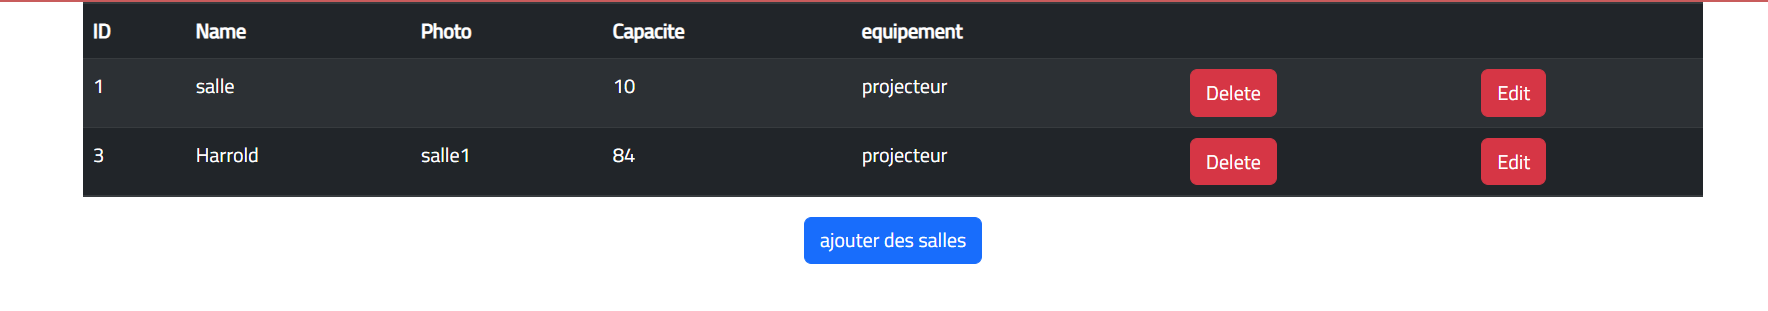 ID Name Photo Capacite equipement
1 salle 10 projecteur Delete Edit
3 Harrold salle1 84 projecteur Delete Edit
ajouter des salles